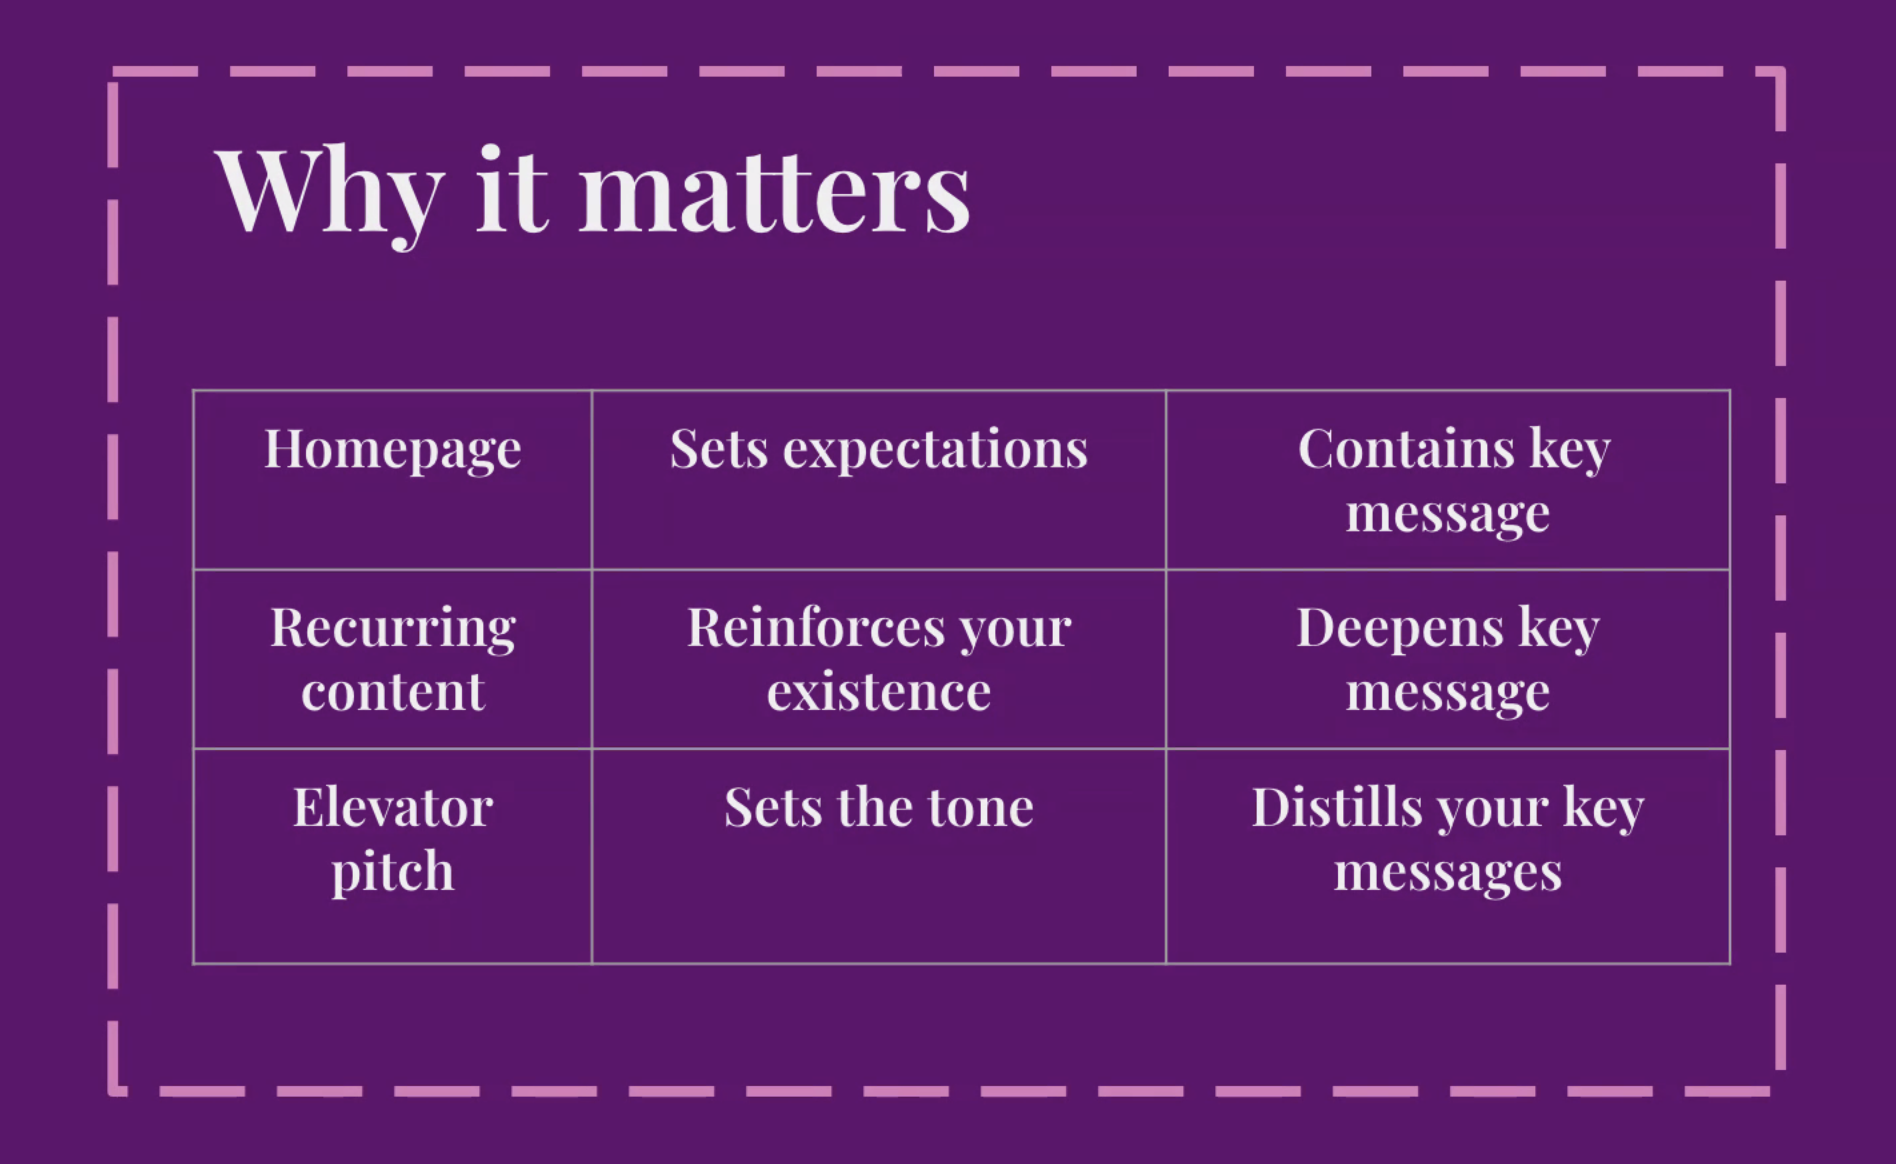 Why it matters
Homepage
Sets expectations
Contains key
message
Recurring
content
Reinforces your
existence
Deepens key
message
Elevator
pitch
Sets the tone
Distills your key
messages